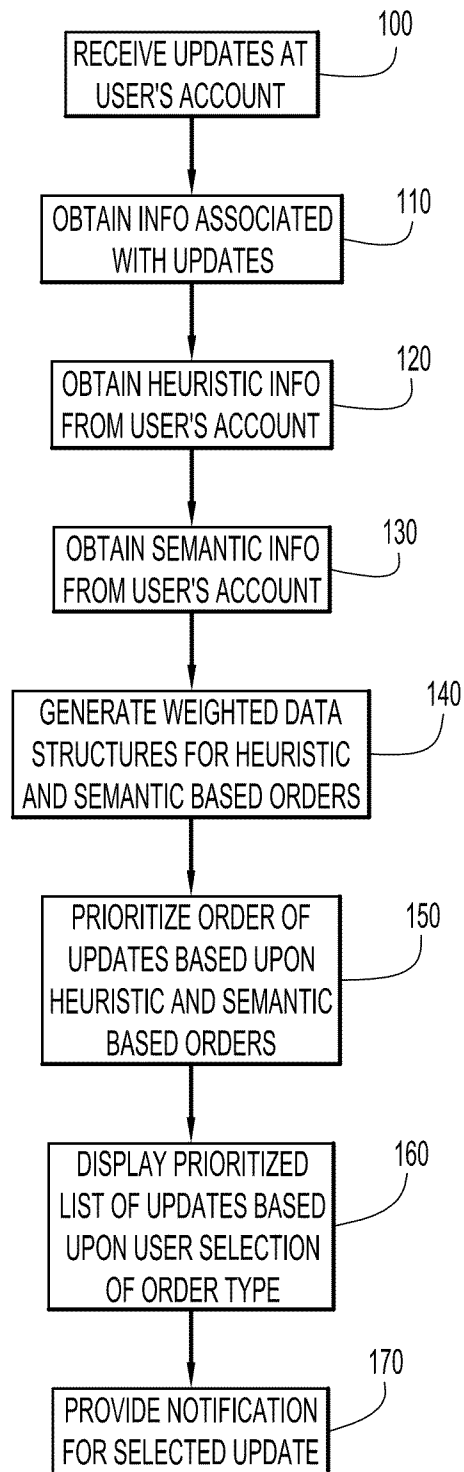 100
RECEIVE UPDATES AT
USER'S ACCOUNT
110
OBTAIN INFO ASSOCIATED
WITH UPDATES
120
OBTAIN HEURISTIC INFO
FROM USER'S ACCOUNT
130
OBTAIN SEMANTIC INFO
FROM USER'S ACCOUNT
140
GENERATE WEIGHTED DATA
STRUCTURES FOR HEURISTIC
AND SEMANTIC BASED ORDERS
150
PRIORITIZE ORDER OF
UPDATES BASED UPON
HEURISTIC AND SEMANTIC
BASED ORDERS
160
DISPLAY PRIORITIZED
LIST OF UPDATES BASED
UPON USER SELECTION
OF ORDER TYPE
170
PROVIDE NOTIFICATION
FOR SELECTED UPDATE